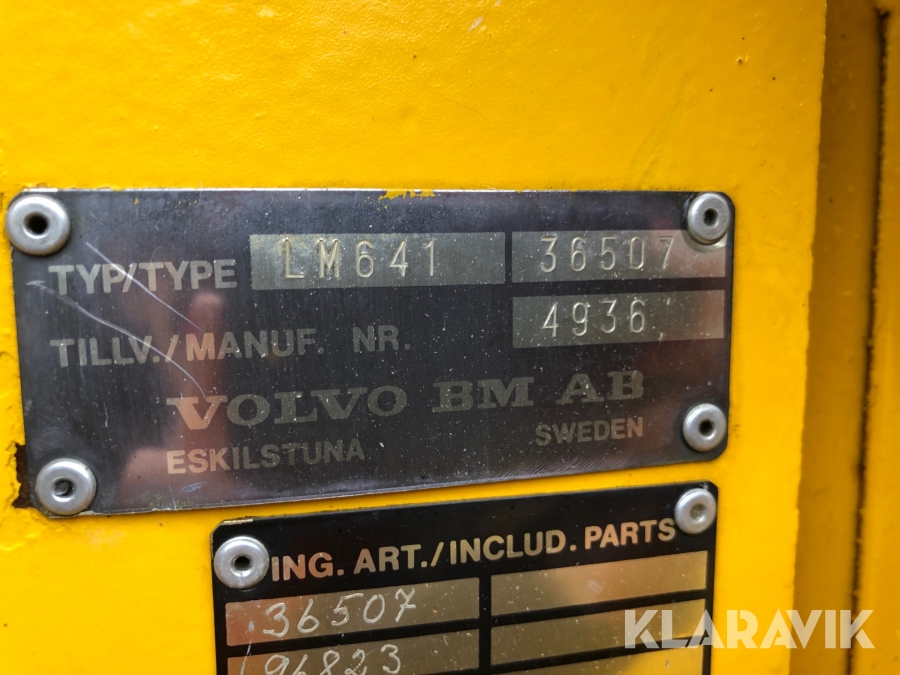 TYP/TYPE LM641 36507
TILLV./MANUF. NR. 4936
VOLVO BM AB
ESKILSTUNA SWEDEN
ING. ART./INCLUD. PARTS
36507
96823
KLARAVIK